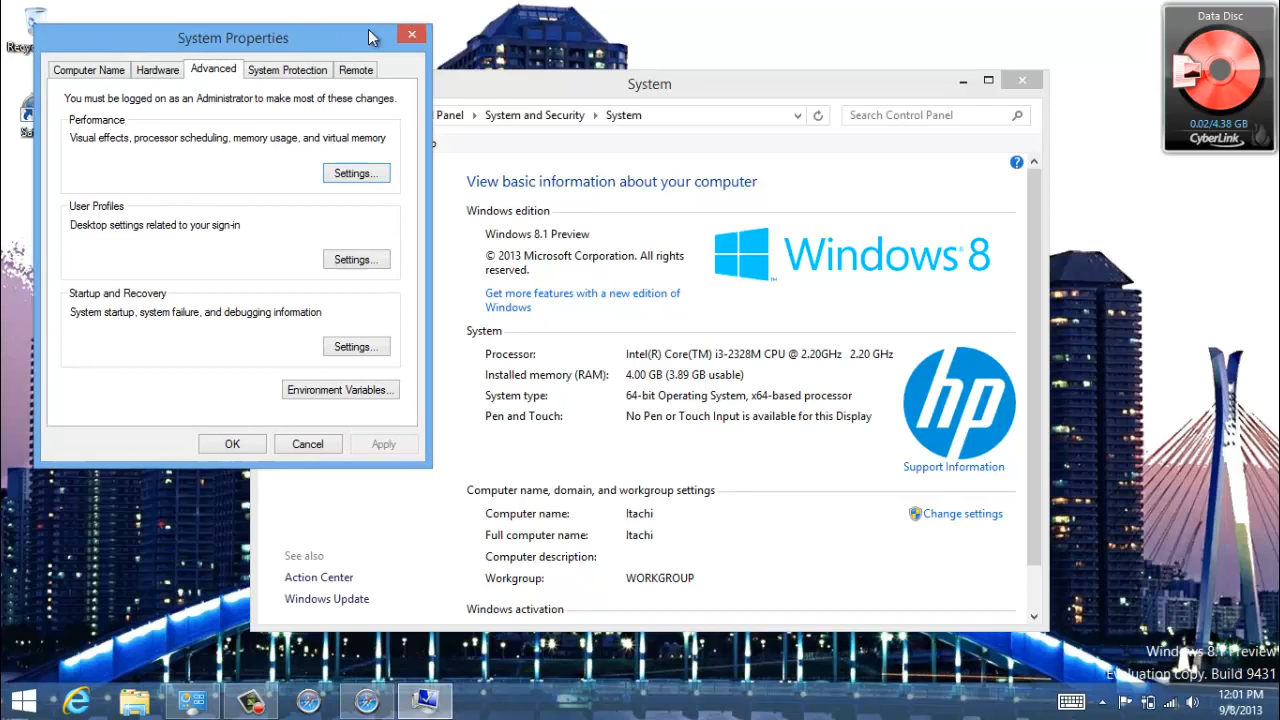 Recy
System Properties
Computer Name
Hardware
Advanced
System Protection
Remote
You must be logged on as an Administrator to make most of these changes.
Performance
Visual effects, processor scheduling, memory usage, and virtual memory
Settings...
User Profiles
Desktop settings related to your sign-in
Settings...
Startup and Recovery
System startup, system failure, and debugging information
Settings...
Environment Variables...
OK
Cancel
Apply
System
Panel
System and Security
System
Search Control Panel
View basic information about your computer
Windows edition
Windows 8.1 Preview
© 2013 Microsoft Corporation. All rights
reserved.
Get more features with a new edition of
Windows
Windows® 8
System
Processor: Intel(R) Core(TM) i3-2328M CPU @ 2.20GHz 2.20 GHz
Installed memory (RAM): 4.00 GB (3.89 GB usable)
System type: 64-bit Operating System, x64-based processor
Pen and Touch: No Pen or Touch Input is available for this Display
hp
Support Information
Computer name, domain, and workgroup settings
Computer name: Itachi
Change settings
Full computer name: Itachi
Computer description:
Workgroup: WORKGROUP
Windows activation
See also
Action Center
Windows Update
Data Disc
0.02/4.38 GB
CyberLink
Windows 8.1 Preview
Evaluation copy. Build 9431
12:01 PM
9/8/2013